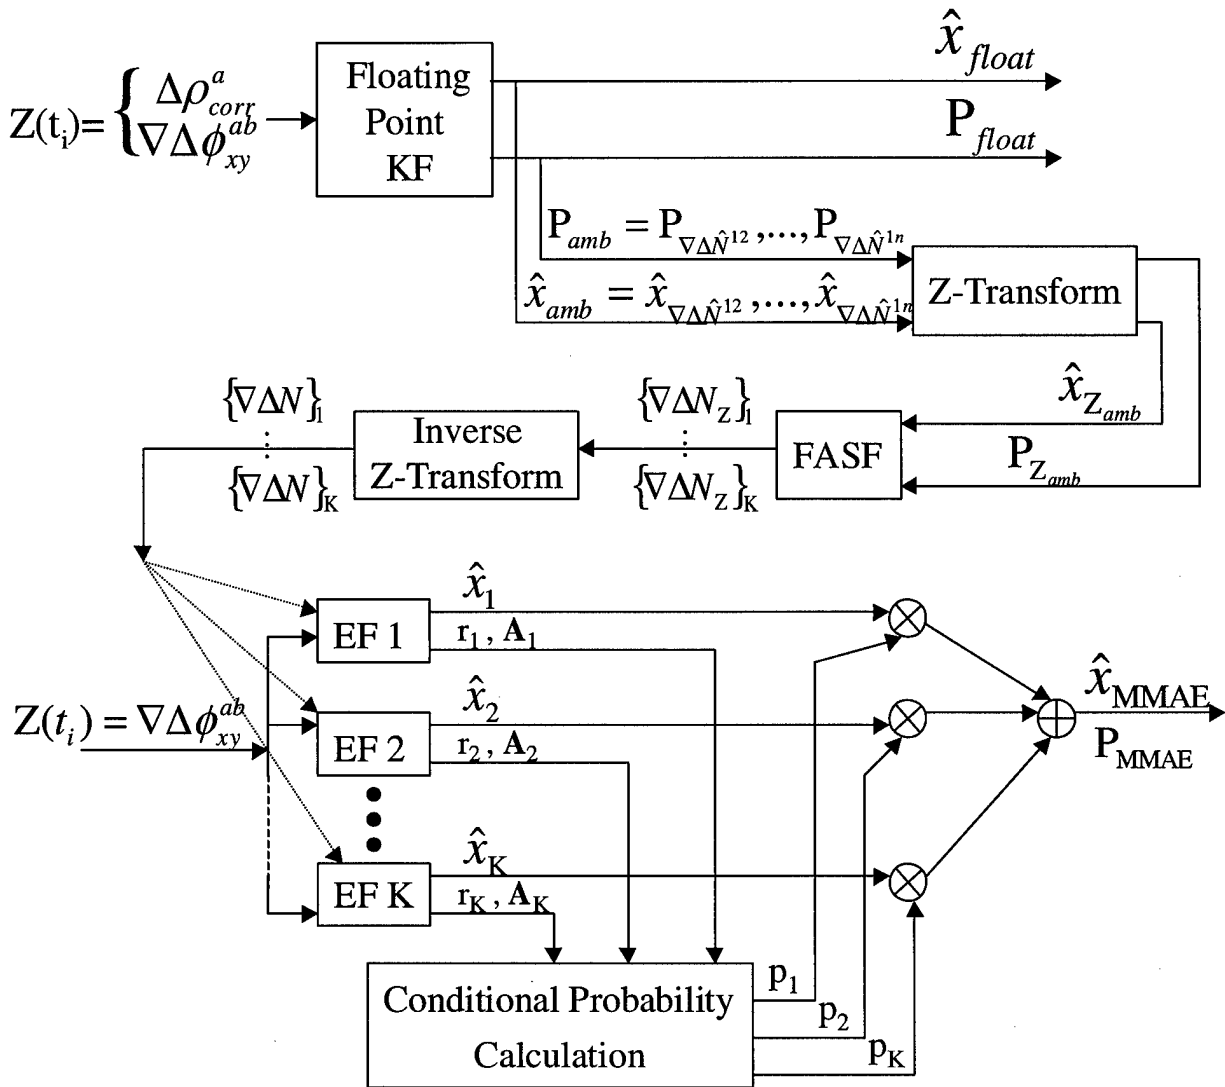 x̂_float
Z(t_i)= { Δρ^a_corr
∇Δϕ^ab_xy
Floating
Point
KF
P_float
P_amb = P_∇ΔN̂^12 ,..., P_∇ΔN̂^1n
x̂_amb = x̂_∇ΔN̂^12 ,..., x̂_∇ΔN̂^1n
Z-Transform
x̂_Z_amb
P_Z_amb
{∇ΔN}_1
⋮
{∇ΔN}_K
Inverse
Z-Transform
{∇ΔN_Z}_1
⋮
{∇ΔN_Z}_K
FASF
EF 1
x̂_1
r_1 , A_1
Z(t_i) = ∇Δϕ^ab_xy
EF 2
x̂_2
r_2 , A_2
x̂_MMAE
P_MMAE
EF K
x̂_K
r_K , A_K
Conditional Probability
Calculation
p_1
p_2
p_K